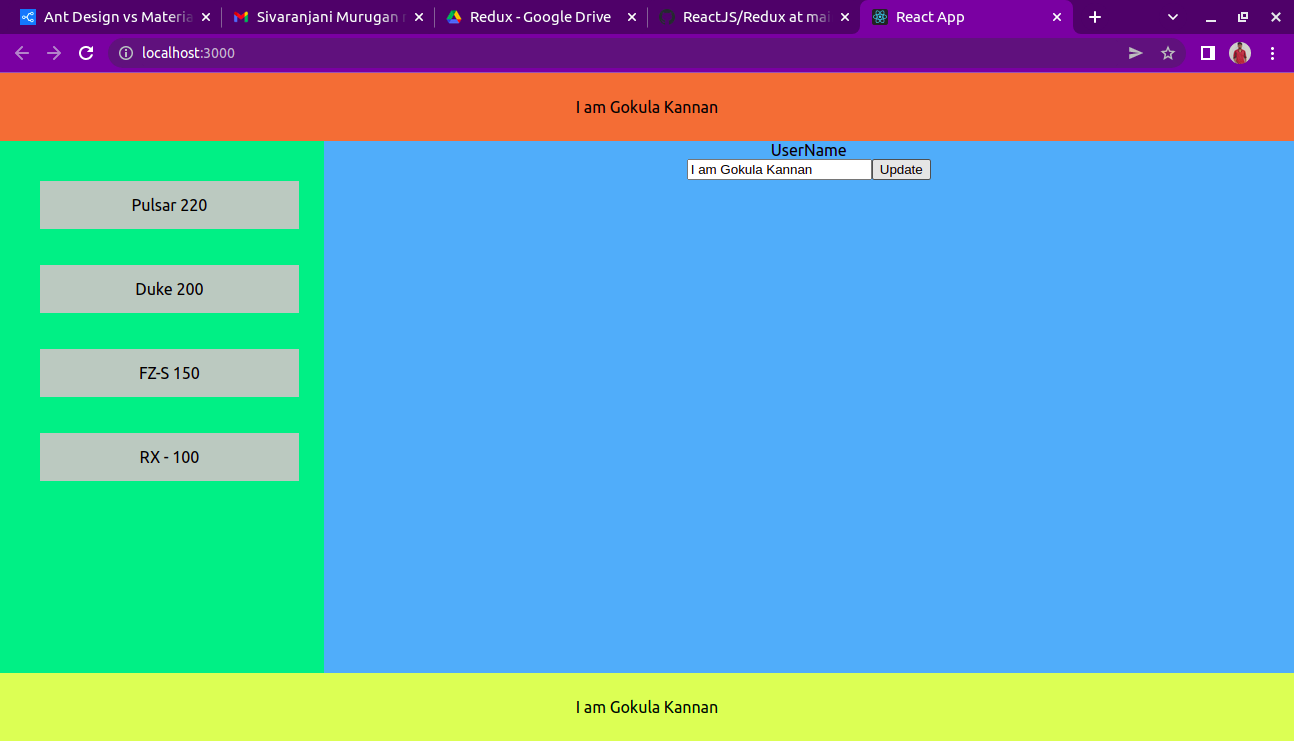 Ant Design vs Materia
Sivaranjani Murugan
Redux - Google Drive
ReactJS/Redux at mai
React App
localhost:3000
I am Gokula Kannan
UserName
I am Gokula Kannan Update
Pulsar 220
Duke 200
FZ-S 150
RX - 100
I am Gokula Kannan